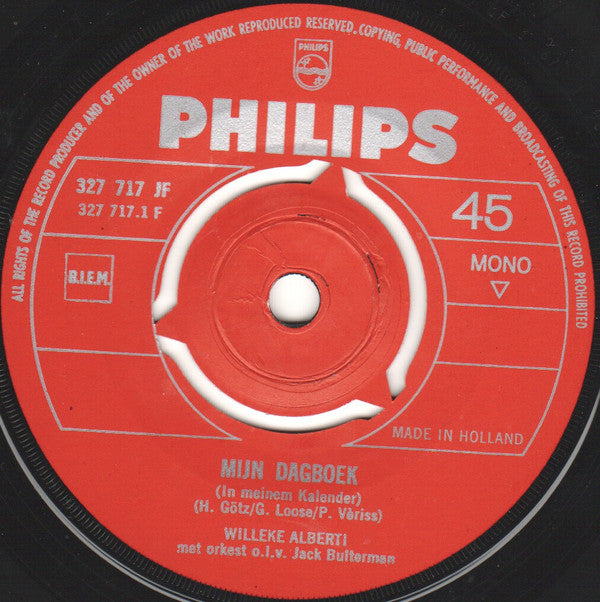 ALL RIGHTS OF THE RECORD PRODUCER AND OF THE OWNER OF THE WORK REPRODUCED RESERVED. COPYING, PUBLIC PERFORMANCE AND BROADCASTING OF THIS RECORD PROHIBITED
PHILIPS
PHILIPS
327 717 JF
327 717.1 F
45
B.I.E.M.
MONO
MADE IN HOLLAND
MIJN DAGBOEK
(In meinem Kalender)
(H. Götz/G. Loose/P. Vèriss)
WILLEKE ALBERTI
met orkest o.l.v. Jack Bulterman